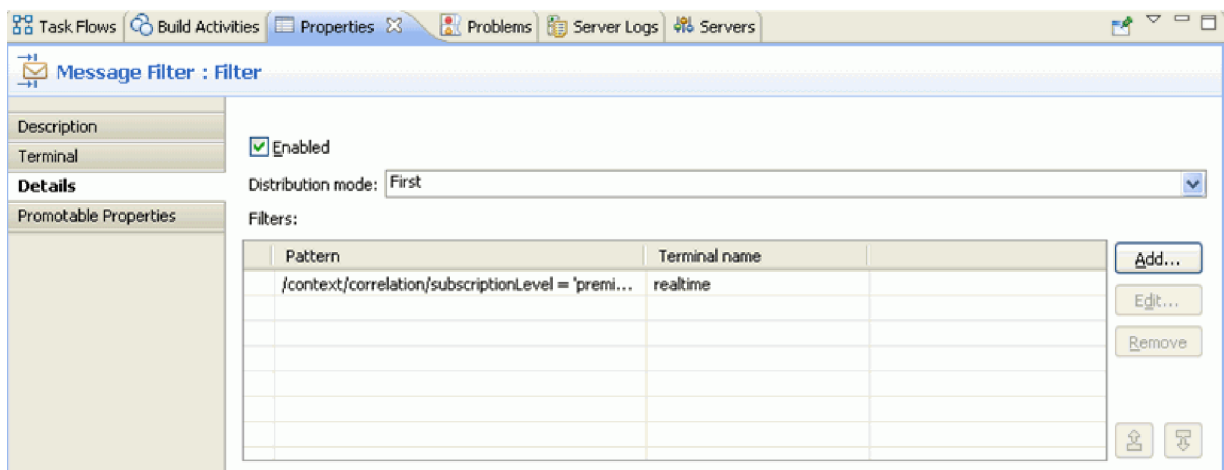 Task Flows Build Activities Properties Problems Server Logs Servers
Message Filter : Filter
Description
Terminal
Details
Promotable Properties
Enabled
Distribution mode: First
Filters:
Pattern Terminal name
/context/correlation/subscriptionLevel = 'premi... realtime
Add...
Edit...
Remove